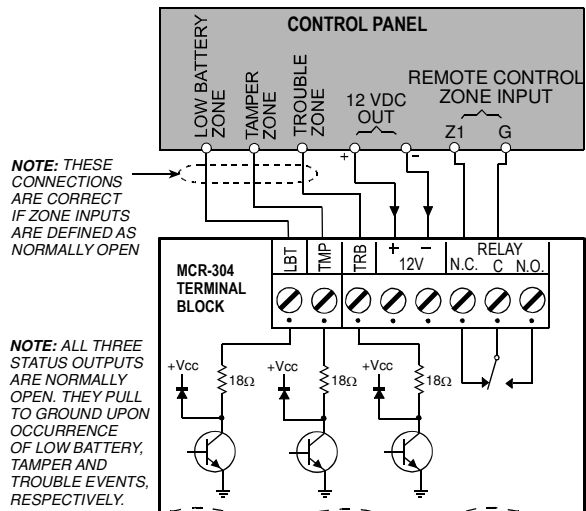 CONTROL PANEL
LOW BATTERY
ZONE
TAMPER
ZONE
TROUBLE
ZONE
12 VDC
OUT
REMOTE CONTROL
ZONE INPUT
Z1 G
+ −
NOTE: THESE
CONNECTIONS
ARE CORRECT
IF ZONE INPUTS
ARE DEFINED AS
NORMALLY OPEN
MCR-304
TERMINAL
BLOCK
LBT
TMP
TRB
+ −
12V
RELAY
N.C. C N.O.
NOTE: ALL THREE
STATUS OUTPUTS
ARE NORMALLY
OPEN. THEY PULL
TO GROUND UPON
OCCURRENCE
OF LOW BATTERY,
TAMPER AND
TROUBLE EVENTS,
RESPECTIVELY.
+Vcc 18Ω +Vcc 18Ω +Vcc 18Ω